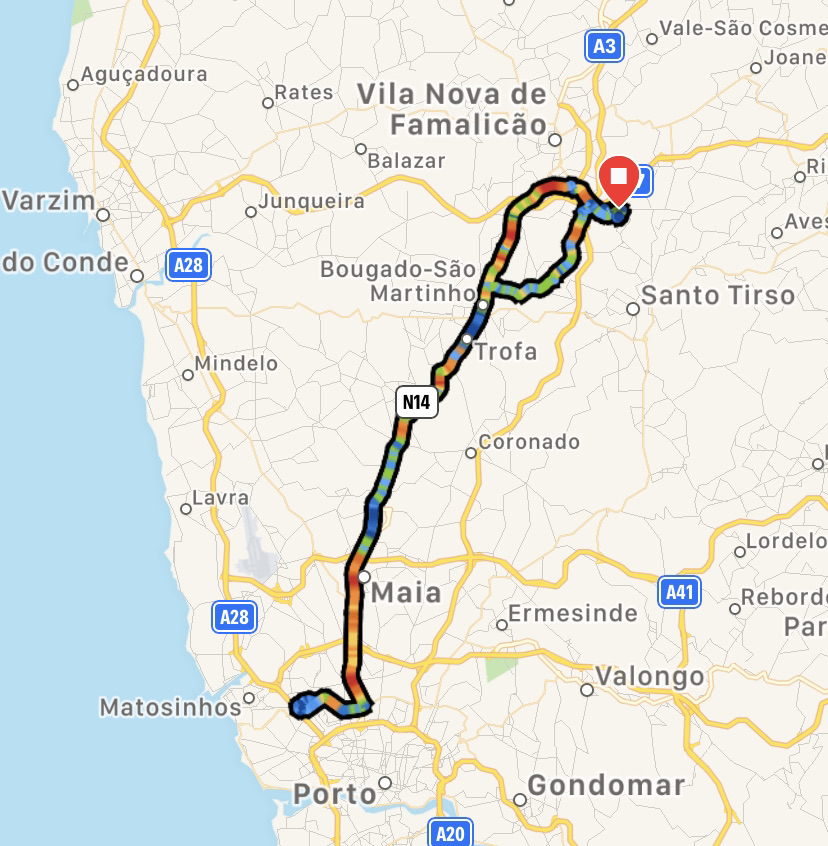 Vale-São Cosme
A3
Joane
Aguçadoura
Rates
Vila Nova de
Famalicão
Balazar
Ri
7
Varzim
Junqueira
Aves
do Conde
A28
Bougado-São
Martinho
Santo Tirso
Trofa
Mindelo
N14
Coronado
Lavra
Lordelo
Maia
A41
Rebord
A28
Ermesinde
Par
Valongo
Matosinhos
Gondomar
Porto
A20